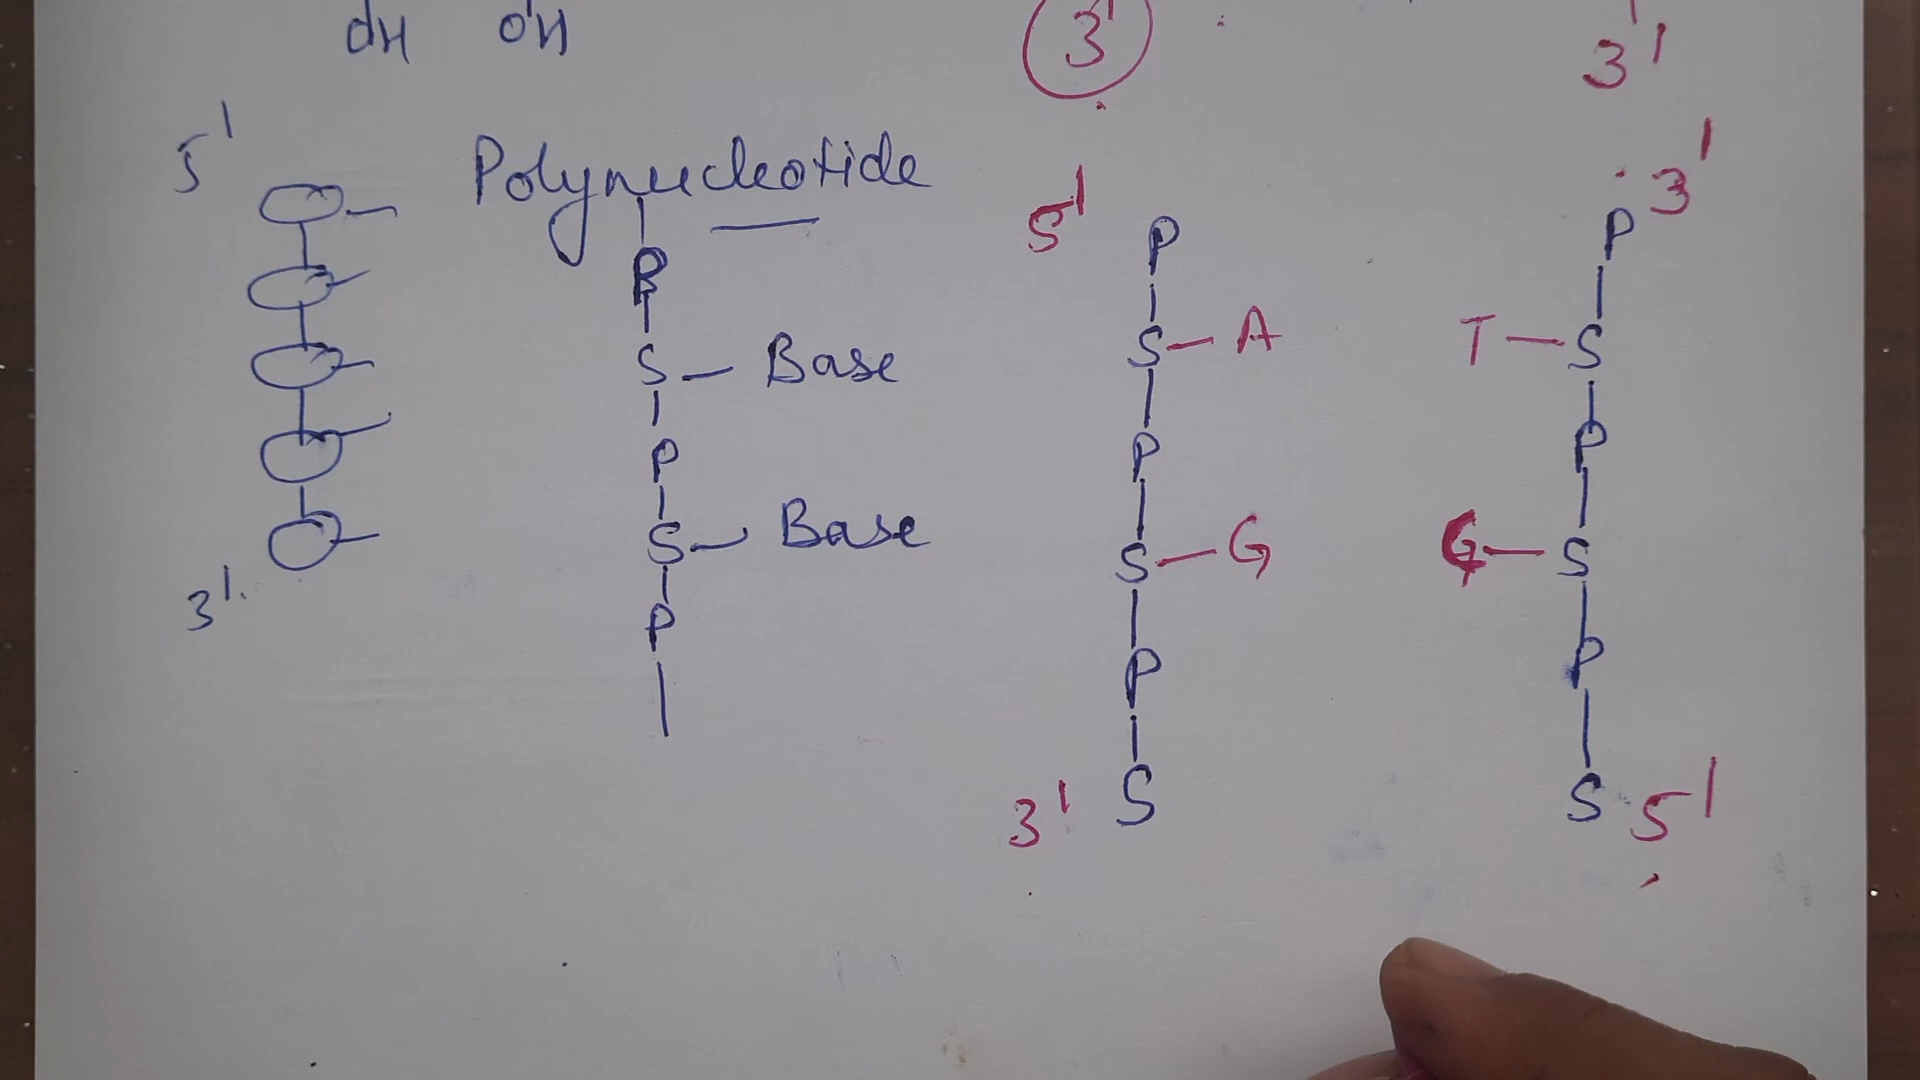 OH OH
3'
3'
5'
Polynucleotide
5'
3'
P
P
P
S - A
T - S
S - Base
P
P
P
S - Base
S - G
S
3'
P
P
P
3'
S
S
5'